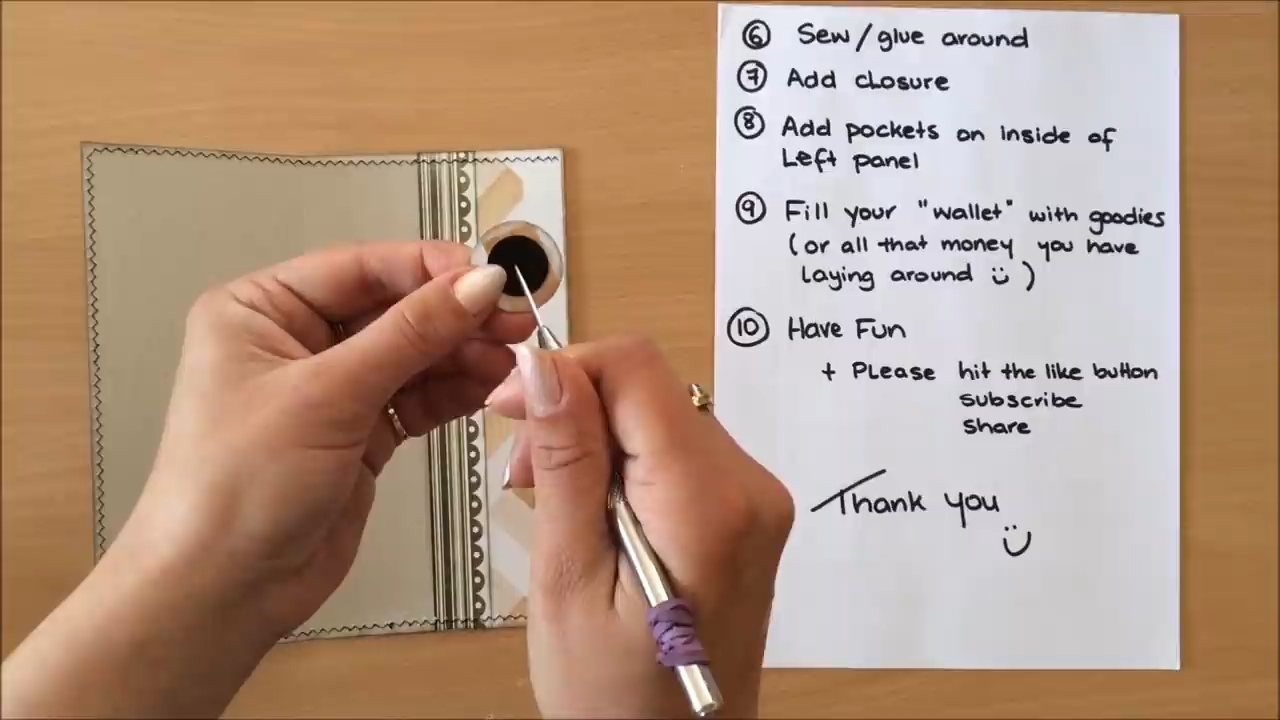 6 Sew/glue around
7 Add closure
8 Add pockets on inside of
Left panel
9 Fill your "wallet" with goodies
(or all that money you have
laying around ü)
10 Have Fun
+ Please hit the like button
subscribe
share
Thank you
ü